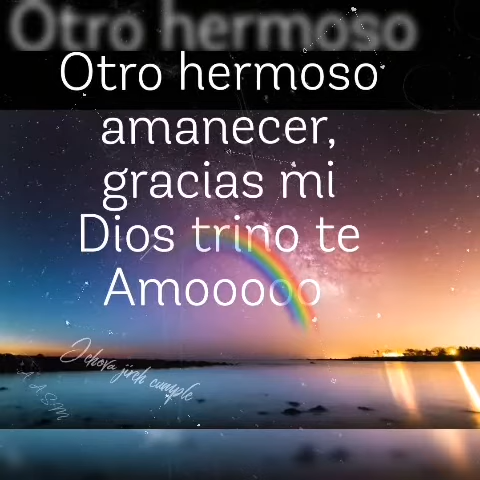 Otro hermoso
Otro hermoso
amanecer,
gracias mi
Dios trino te
Amooooo
Jehova jireh cumple
A A S M